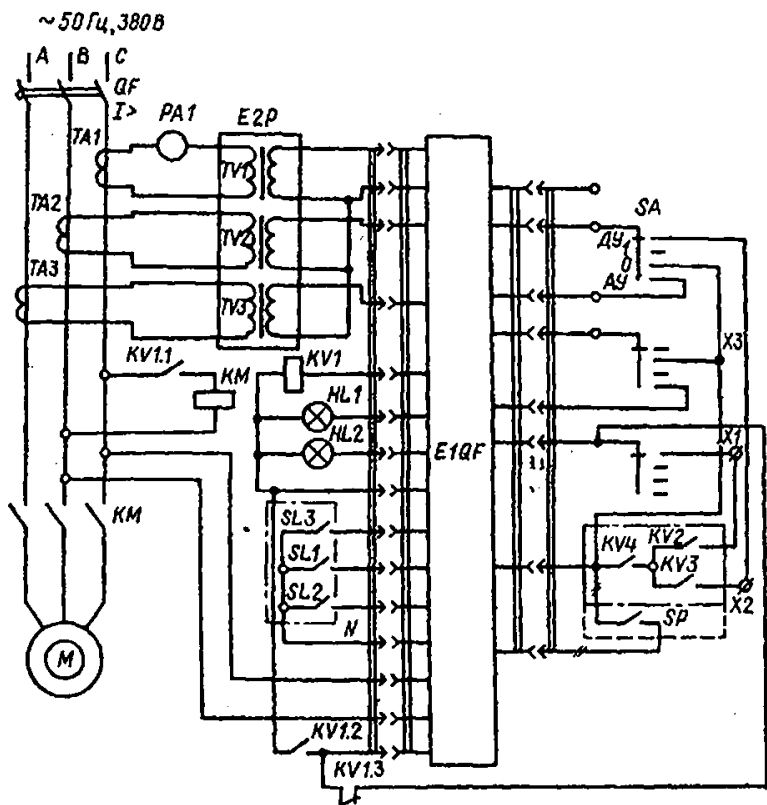 ~50Гц, 380В
A B C
QF
I>
PA1
E2P
TA1
TV1
TA2
SA
TV2
ДУ
0
TA3
АУ
TV3
KV1.1
KV1
X3
KM
HL1
X1
HL2
E1QF
KM
SL3
KV4
KV2
SL1
KV3
SL2
X2
N
SP
M
KV1.2
KV1.3